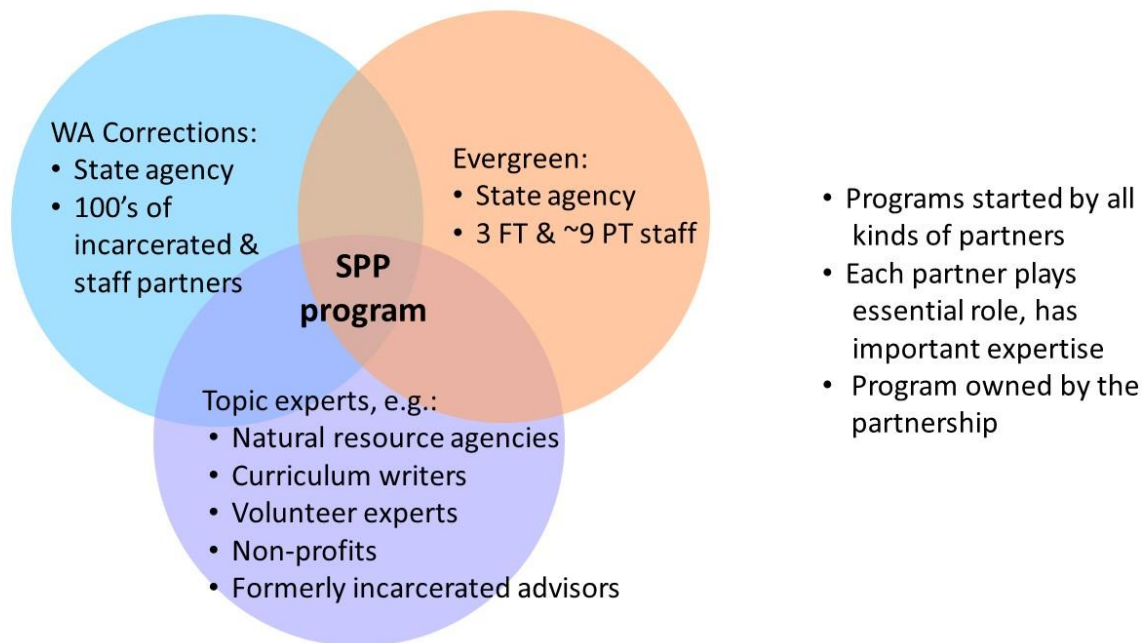 WA Corrections:
• State agency
• 100's of
incarcerated &
staff partners
Evergreen:
• State agency
• 3 FT & ~9 PT staff
SPP
program
Topic experts, e.g.:
• Natural resource agencies
• Curriculum writers
• Volunteer experts
• Non-profits
• Formerly incarcerated advisors
• Programs started by all
kinds of partners
• Each partner plays
essential role, has
important expertise
• Program owned by the
partnership